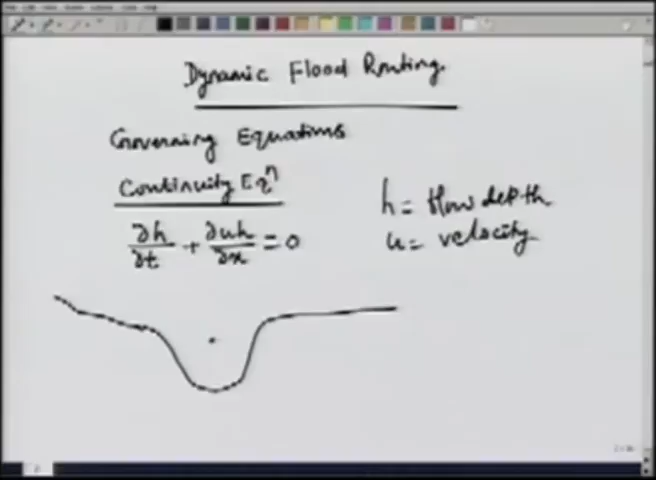 Dynamic Flood Routing
Governing Equations
Continuity Eqⁿ
∂h/∂t + ∂uh/∂x = 0
h = flow depth
u = velocity